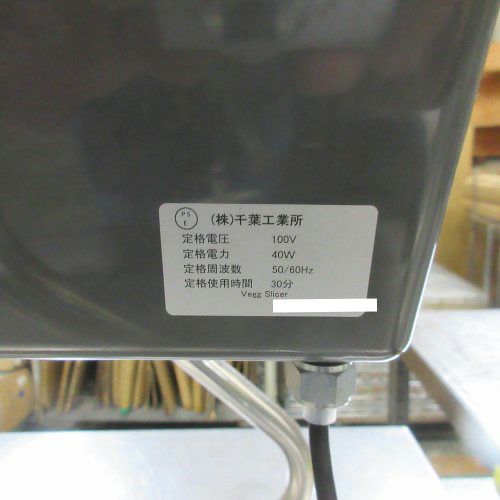 PS
E
(株)千葉工業所
定格電圧 100V
定格電力 40W
定格周波数 50/60Hz
定格使用時間 30分
Vegg Slicer